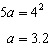 5a = 4²
a = 3.2